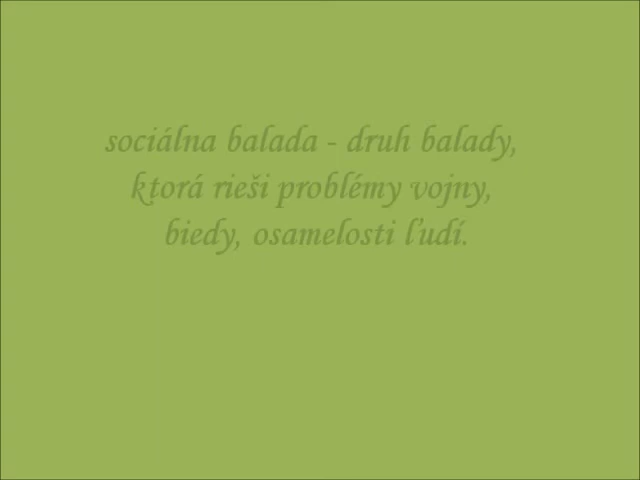 sociálna balada - druh balady,
ktorá rieši problémy vojny,
biedy, osamelosti ľudí.